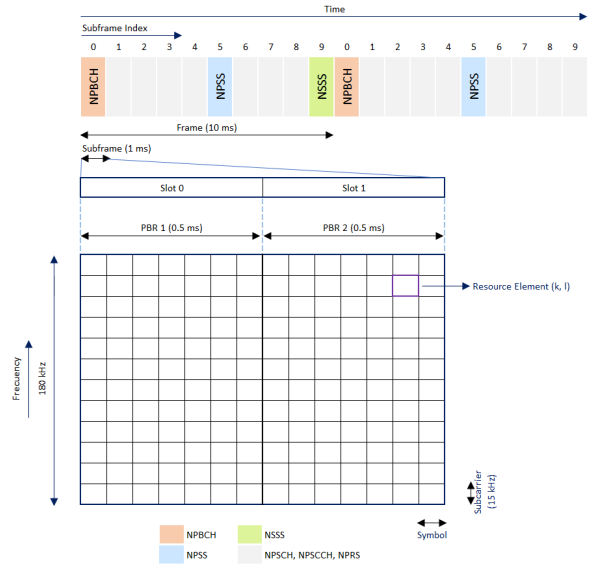 Time
Subframe Index
0 1 2 3 4 5 6 7 8 9 0 1 2 3 4 5 6 7 8 9
NPBCH NPSS NSSS NPBCH NPSS
Frame (10 ms)
Subframe (1 ms)
Slot 0 Slot 1
PBR 1 (0.5 ms) PBR 2 (0.5 ms)
Resource Element (k, l)
Frecuency
180 kHz
Subcarrier
(15 kHz)
Symbol
NPBCH NSSS
NPSS NPSCH, NPSCCH, NPRS